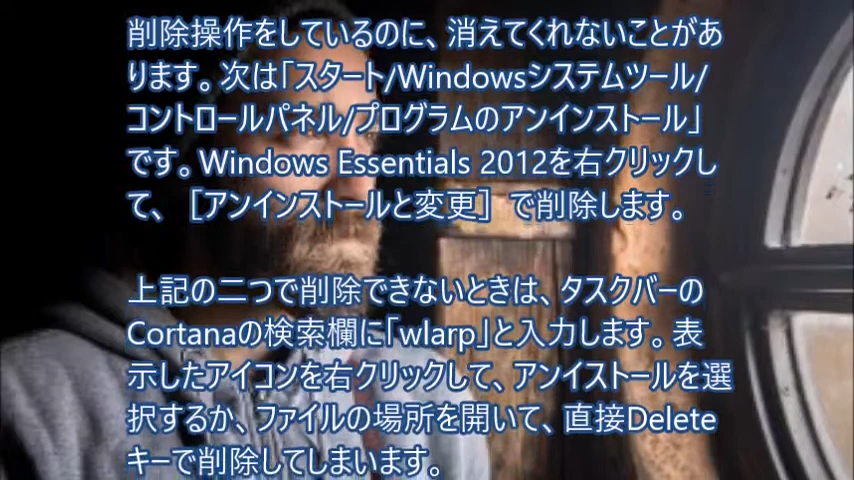 削除操作をしているのに、消えてくれないことがあ
ります。次は「スタート/Windowsシステムツール/
コントロールパネル/プログラムのアンインストール」
です。Windows Essentials 2012を右クリックし
て、［アンインストールと変更］で削除します。
上記の二つで削除できないときは、タスクバーの
Cortanaの検索欄に「wlarp」と入力します。表
示したアイコンを右クリックして、アンイストールを選
択するか、ファイルの場所を開いて、直接Delete
キーで削除してしまいます。